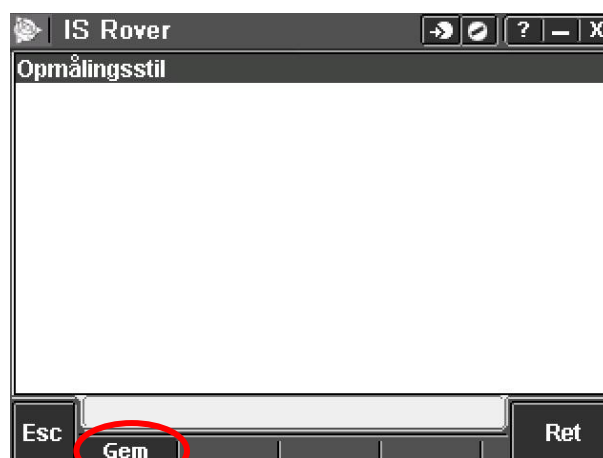 IS Rover ? – X
Opmålingsstil
Esc Ret
Gem